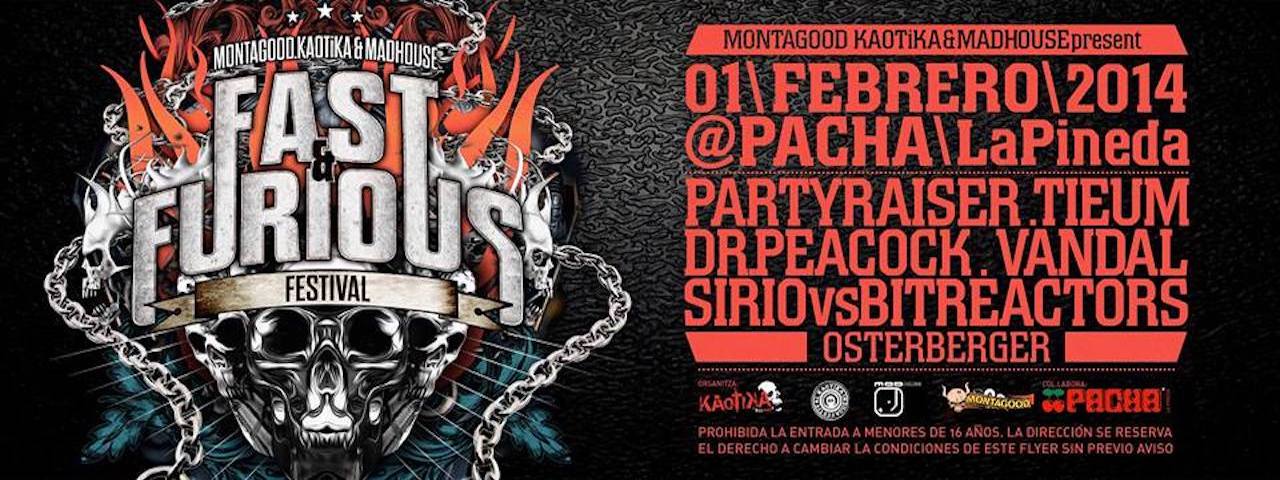 MONTAGOOD KAOTiKA & MADHOUSE
FAST
&
FURIOUS
FESTIVAL
MONTAGOOD KAOTiKA & MADHOUSE present
01\FEBRERO\2014
@PACHA\LaPineda
PARTYRAISER.TIEUM
DR.PEACOCK.VANDAL
SIRIOvsBITREACTORS
OSTERBERGER
ORGANITZA:
KAOTiKA
MONTAGOOD
COL.LABORA:
PACHA
PROHIBIDA LA ENTRADA A MENORES DE 16 AÑOS. LA DIRECCIÓN SE RESERVA
EL DERECHO A CAMBIAR LA CONDICIONES DE ESTE FLYER SIN PREVIO AVISO